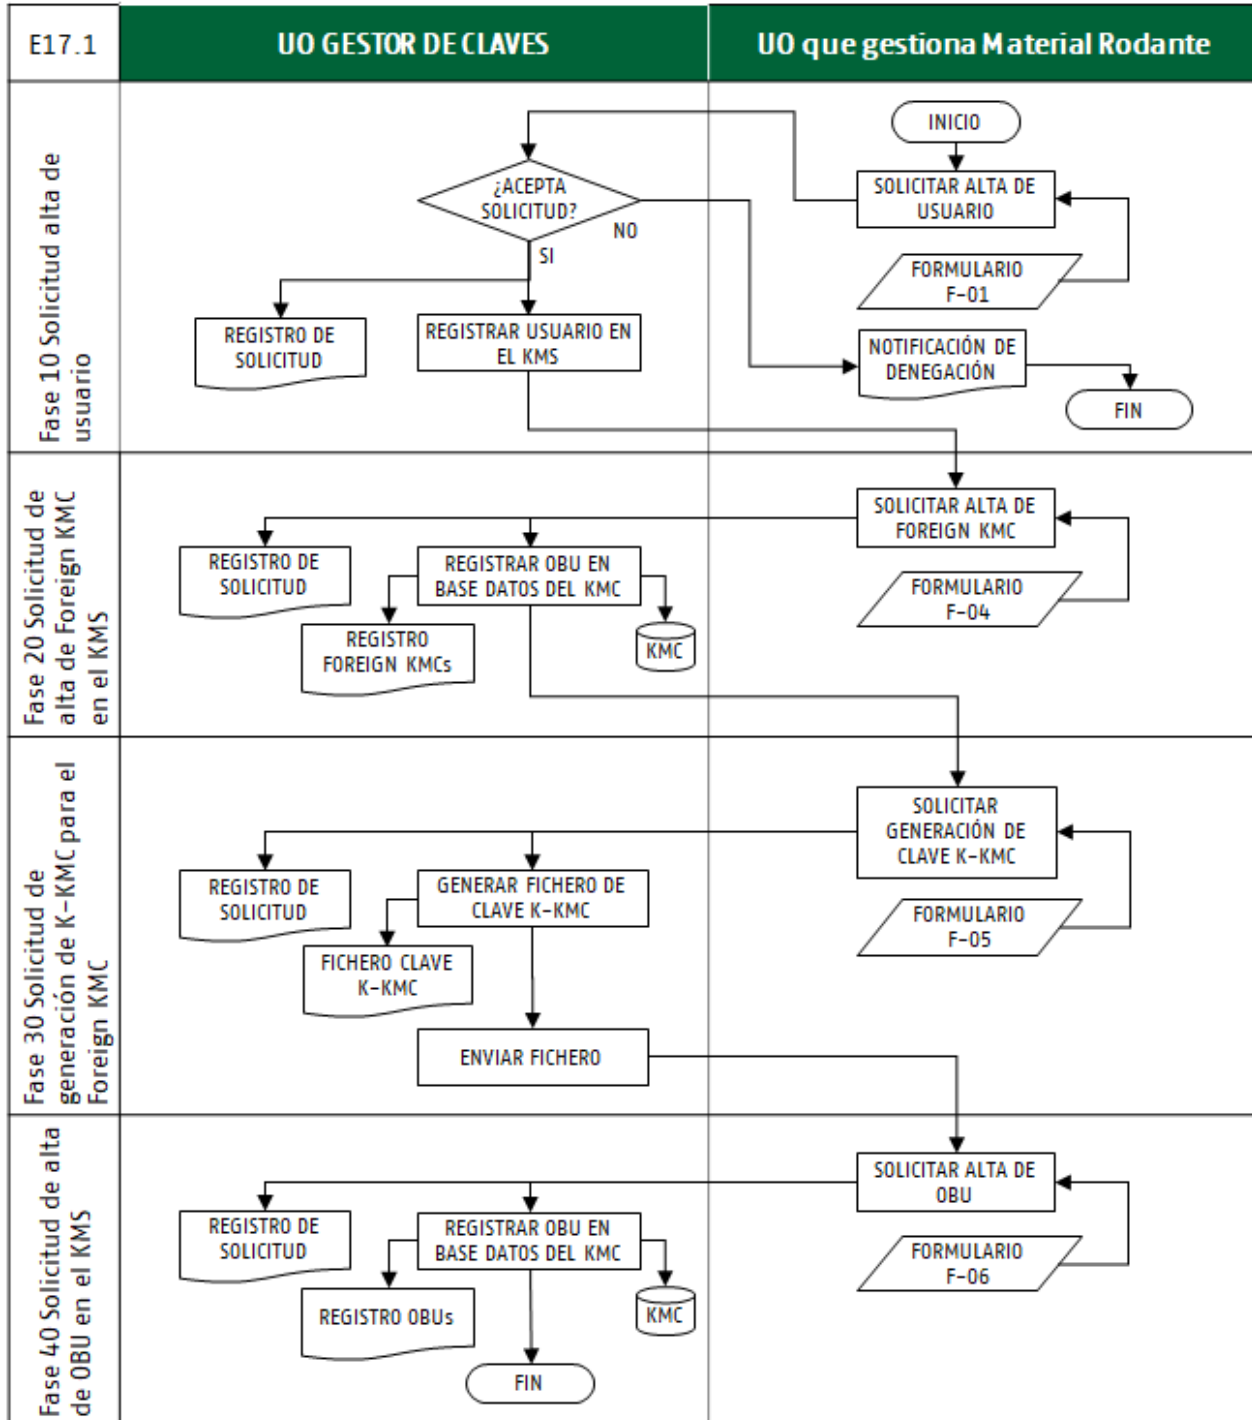 E17.1
UO GESTOR DE CLAVES
UO que gestiona Material Rodante
Fase 10 Solicitud alta de
usuario
INICIO
SOLICITAR ALTA DE
USUARIO
¿ACEPTA
SOLICITUD?
NO
SI
FORMULARIO
F-01
REGISTRO DE
SOLICITUD
REGISTRAR USUARIO EN
EL KMS
NOTIFICACIÓN DE
DENEGACIÓN
FIN
Fase 20 Solicitud de
alta de Foreign KMC
en el KMS
SOLICITAR ALTA DE
FOREIGN KMC
REGISTRO DE
SOLICITUD
REGISTRAR OBU EN
BASE DATOS DEL KMC
FORMULARIO
F-04
REGISTRO
FOREIGN KMCs
KMC
Fase 30 Solicitud de
generación de K-KMC para el
Foreign KMC
SOLICITAR
GENERACIÓN DE
CLAVE K-KMC
REGISTRO DE
SOLICITUD
GENERAR FICHERO DE
CLAVE K-KMC
FORMULARIO
F-05
FICHERO CLAVE
K-KMC
ENVIAR FICHERO
Fase 40 Solicitud de alta
de OBU en el KMS
SOLICITAR ALTA DE
OBU
REGISTRO DE
SOLICITUD
REGISTRAR OBU EN
BASE DATOS DEL KMC
FORMULARIO
F-06
REGISTRO OBUs
KMC
FIN